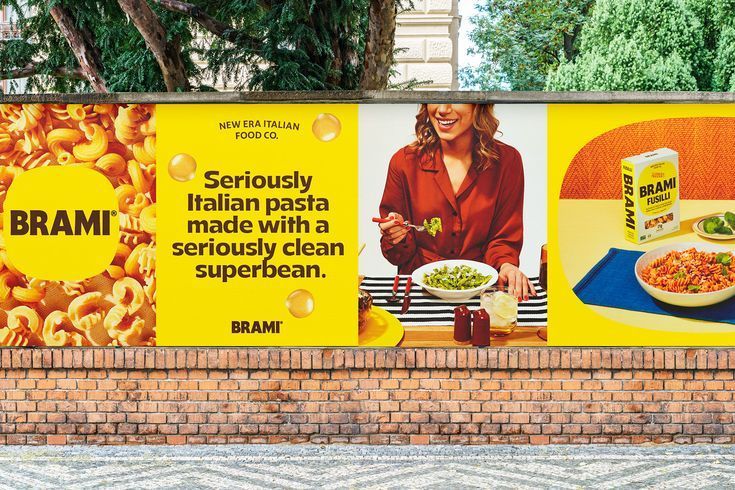 BRAMI®
NEW ERA ITALIAN
FOOD CO.
Seriously
Italian pasta
made with a
seriously clean
superbean.
BRAMI®
BRAMI
BRAMI
FUSILLI